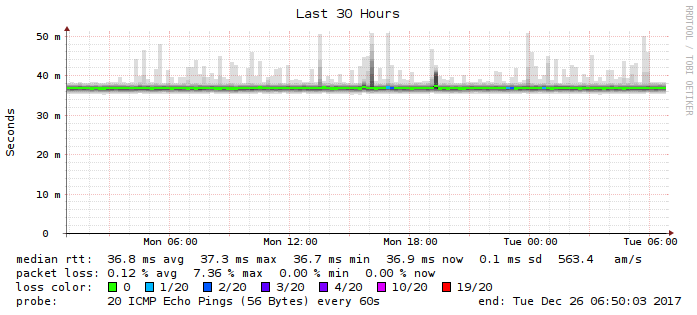 Last 30 Hours
RRDTOOL / TOBI OETIKER
Seconds
50 m
40 m
30 m
20 m
10 m
0
Mon 06:00 Mon 12:00 Mon 18:00 Tue 00:00 Tue 06:00
median rtt: 36.8 ms avg 37.3 ms max 36.7 ms min 36.9 ms now 0.1 ms sd 563.4 am/s
packet loss: 0.12 % avg 7.36 % max 0.00 % min 0.00 % now
loss color: 0 1/20 2/20 3/20 4/20 10/20 19/20
probe: 20 ICMP Echo Pings (56 Bytes) every 60s end: Tue Dec 26 06:50:03 2017